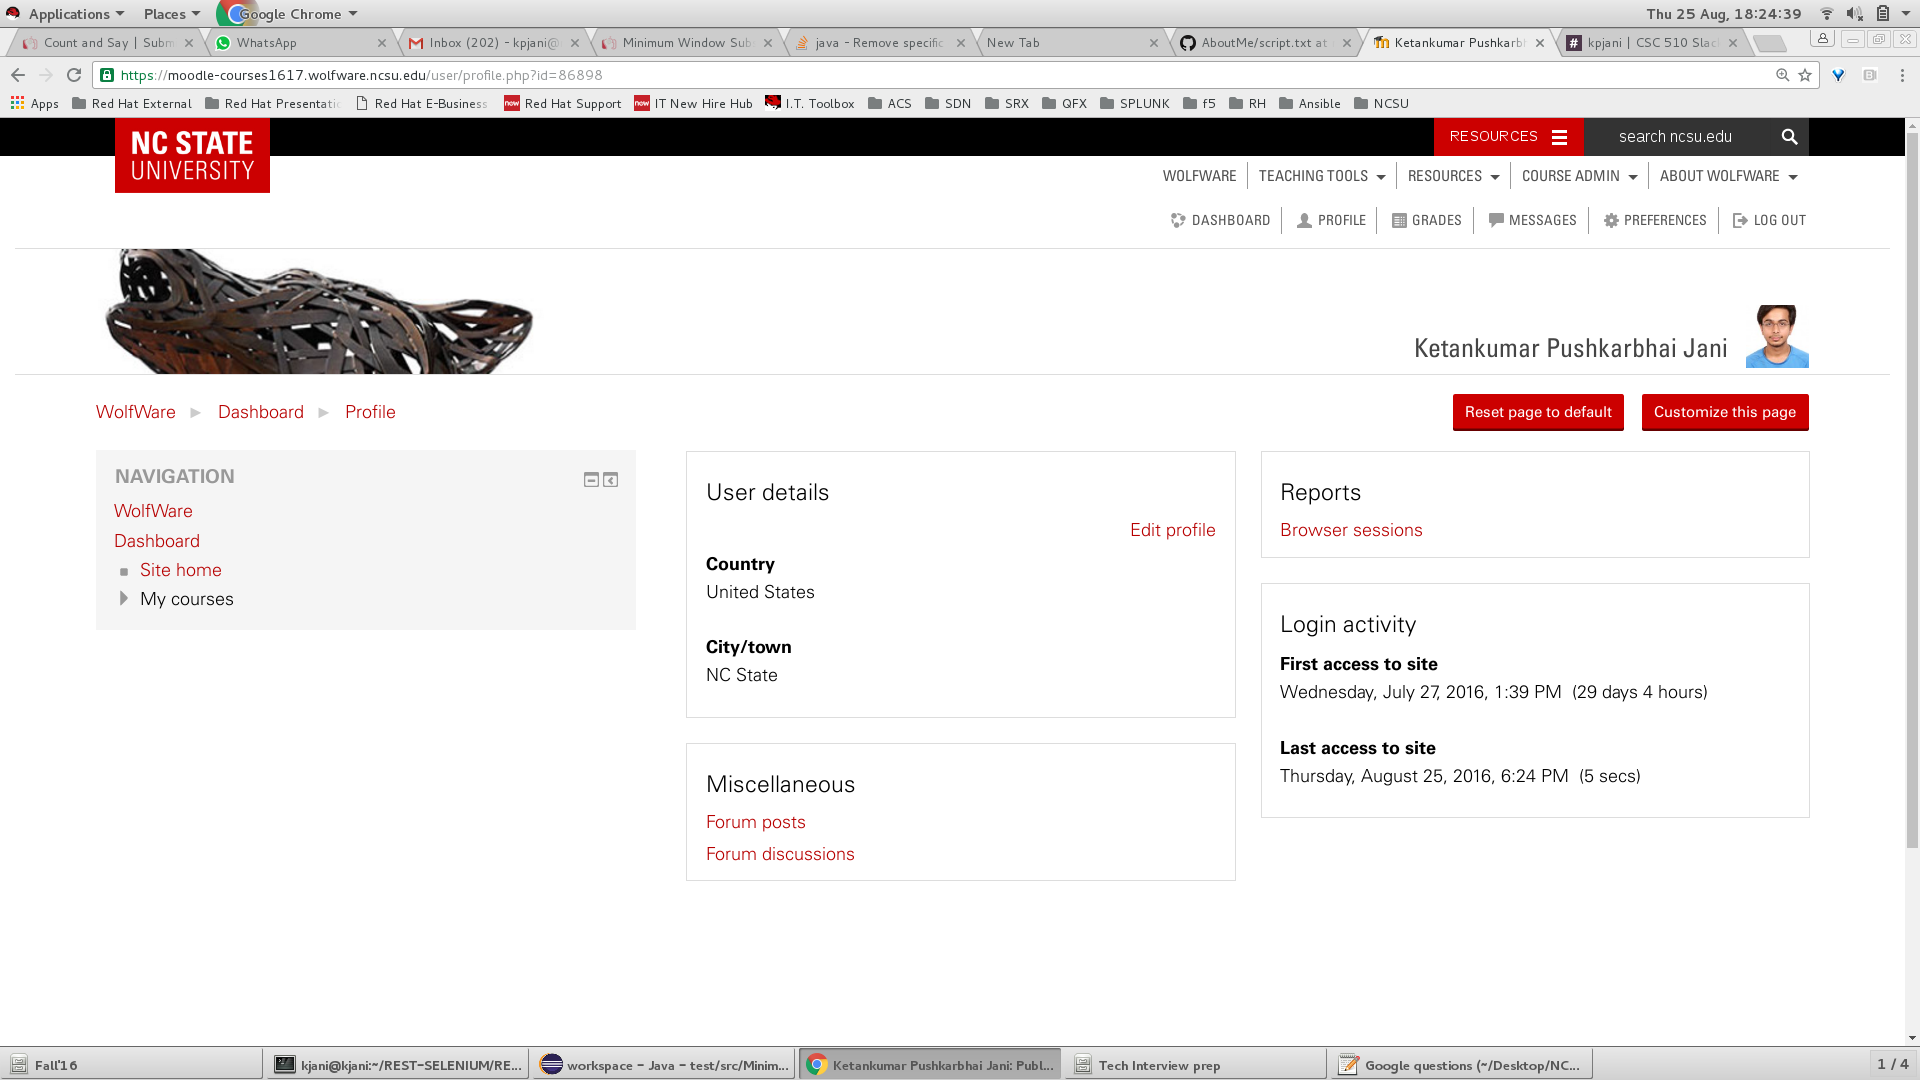 Applications Places Google Chrome Thu 25 Aug, 18:24:39
Count and Say | Subm WhatsApp Inbox (202) - kpjani@ Minimum Window Sub java - Remove specific New Tab AboutMe/script.txt at Ketankumar Pushkarbh kpjani | CSC 510 Slac
https://moodle-courses1617.wolfware.ncsu.edu/user/profile.php?id=86898
Apps Red Hat External Red Hat Presentatio Red Hat E-Business Red Hat Support IT New Hire Hub I.T. Toolbox ACS SDN SRX QFX SPLUNK f5 RH Ansible NCSU
NC STATE
UNIVERSITY
RESOURCES search ncsu.edu
WOLFWARE TEACHING TOOLS RESOURCES COURSE ADMIN ABOUT WOLFWARE
DASHBOARD PROFILE GRADES MESSAGES PREFERENCES LOG OUT
Ketankumar Pushkarbhai Jani
WolfWare Dashboard Profile
Reset page to default Customize this page
NAVIGATION
WolfWare
Dashboard
Site home
My courses
User details
Edit profile
Country
United States
City/town
NC State
Miscellaneous
Forum posts
Forum discussions
Reports
Browser sessions
Login activity
First access to site
Wednesday, July 27, 2016, 1:39 PM (29 days 4 hours)
Last access to site
Thursday, August 25, 2016, 6:24 PM (5 secs)
Fall'16 kjani@kjani:~/REST-SELENIUM/RE... workspace - Java - test/src/Minim... Ketankumar Pushkarbhai Jani: Publ... Tech Interview prep Google questions (~/Desktop/NC... 1 / 4